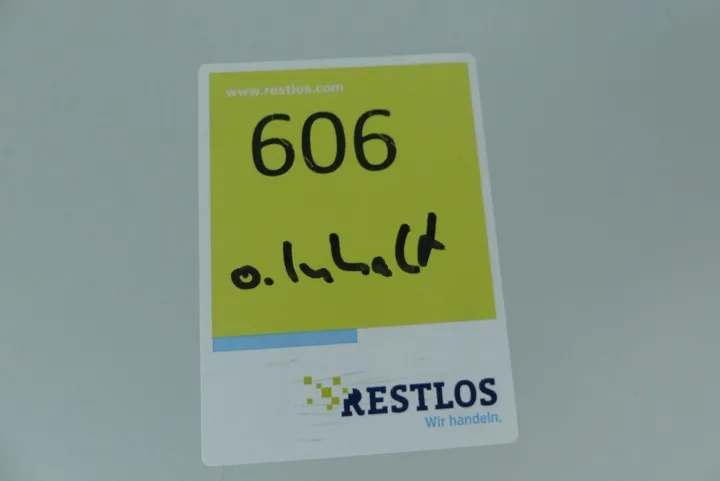 www.restlos.com
606
o. Inhalt
RESTLOS
Wir handeln.